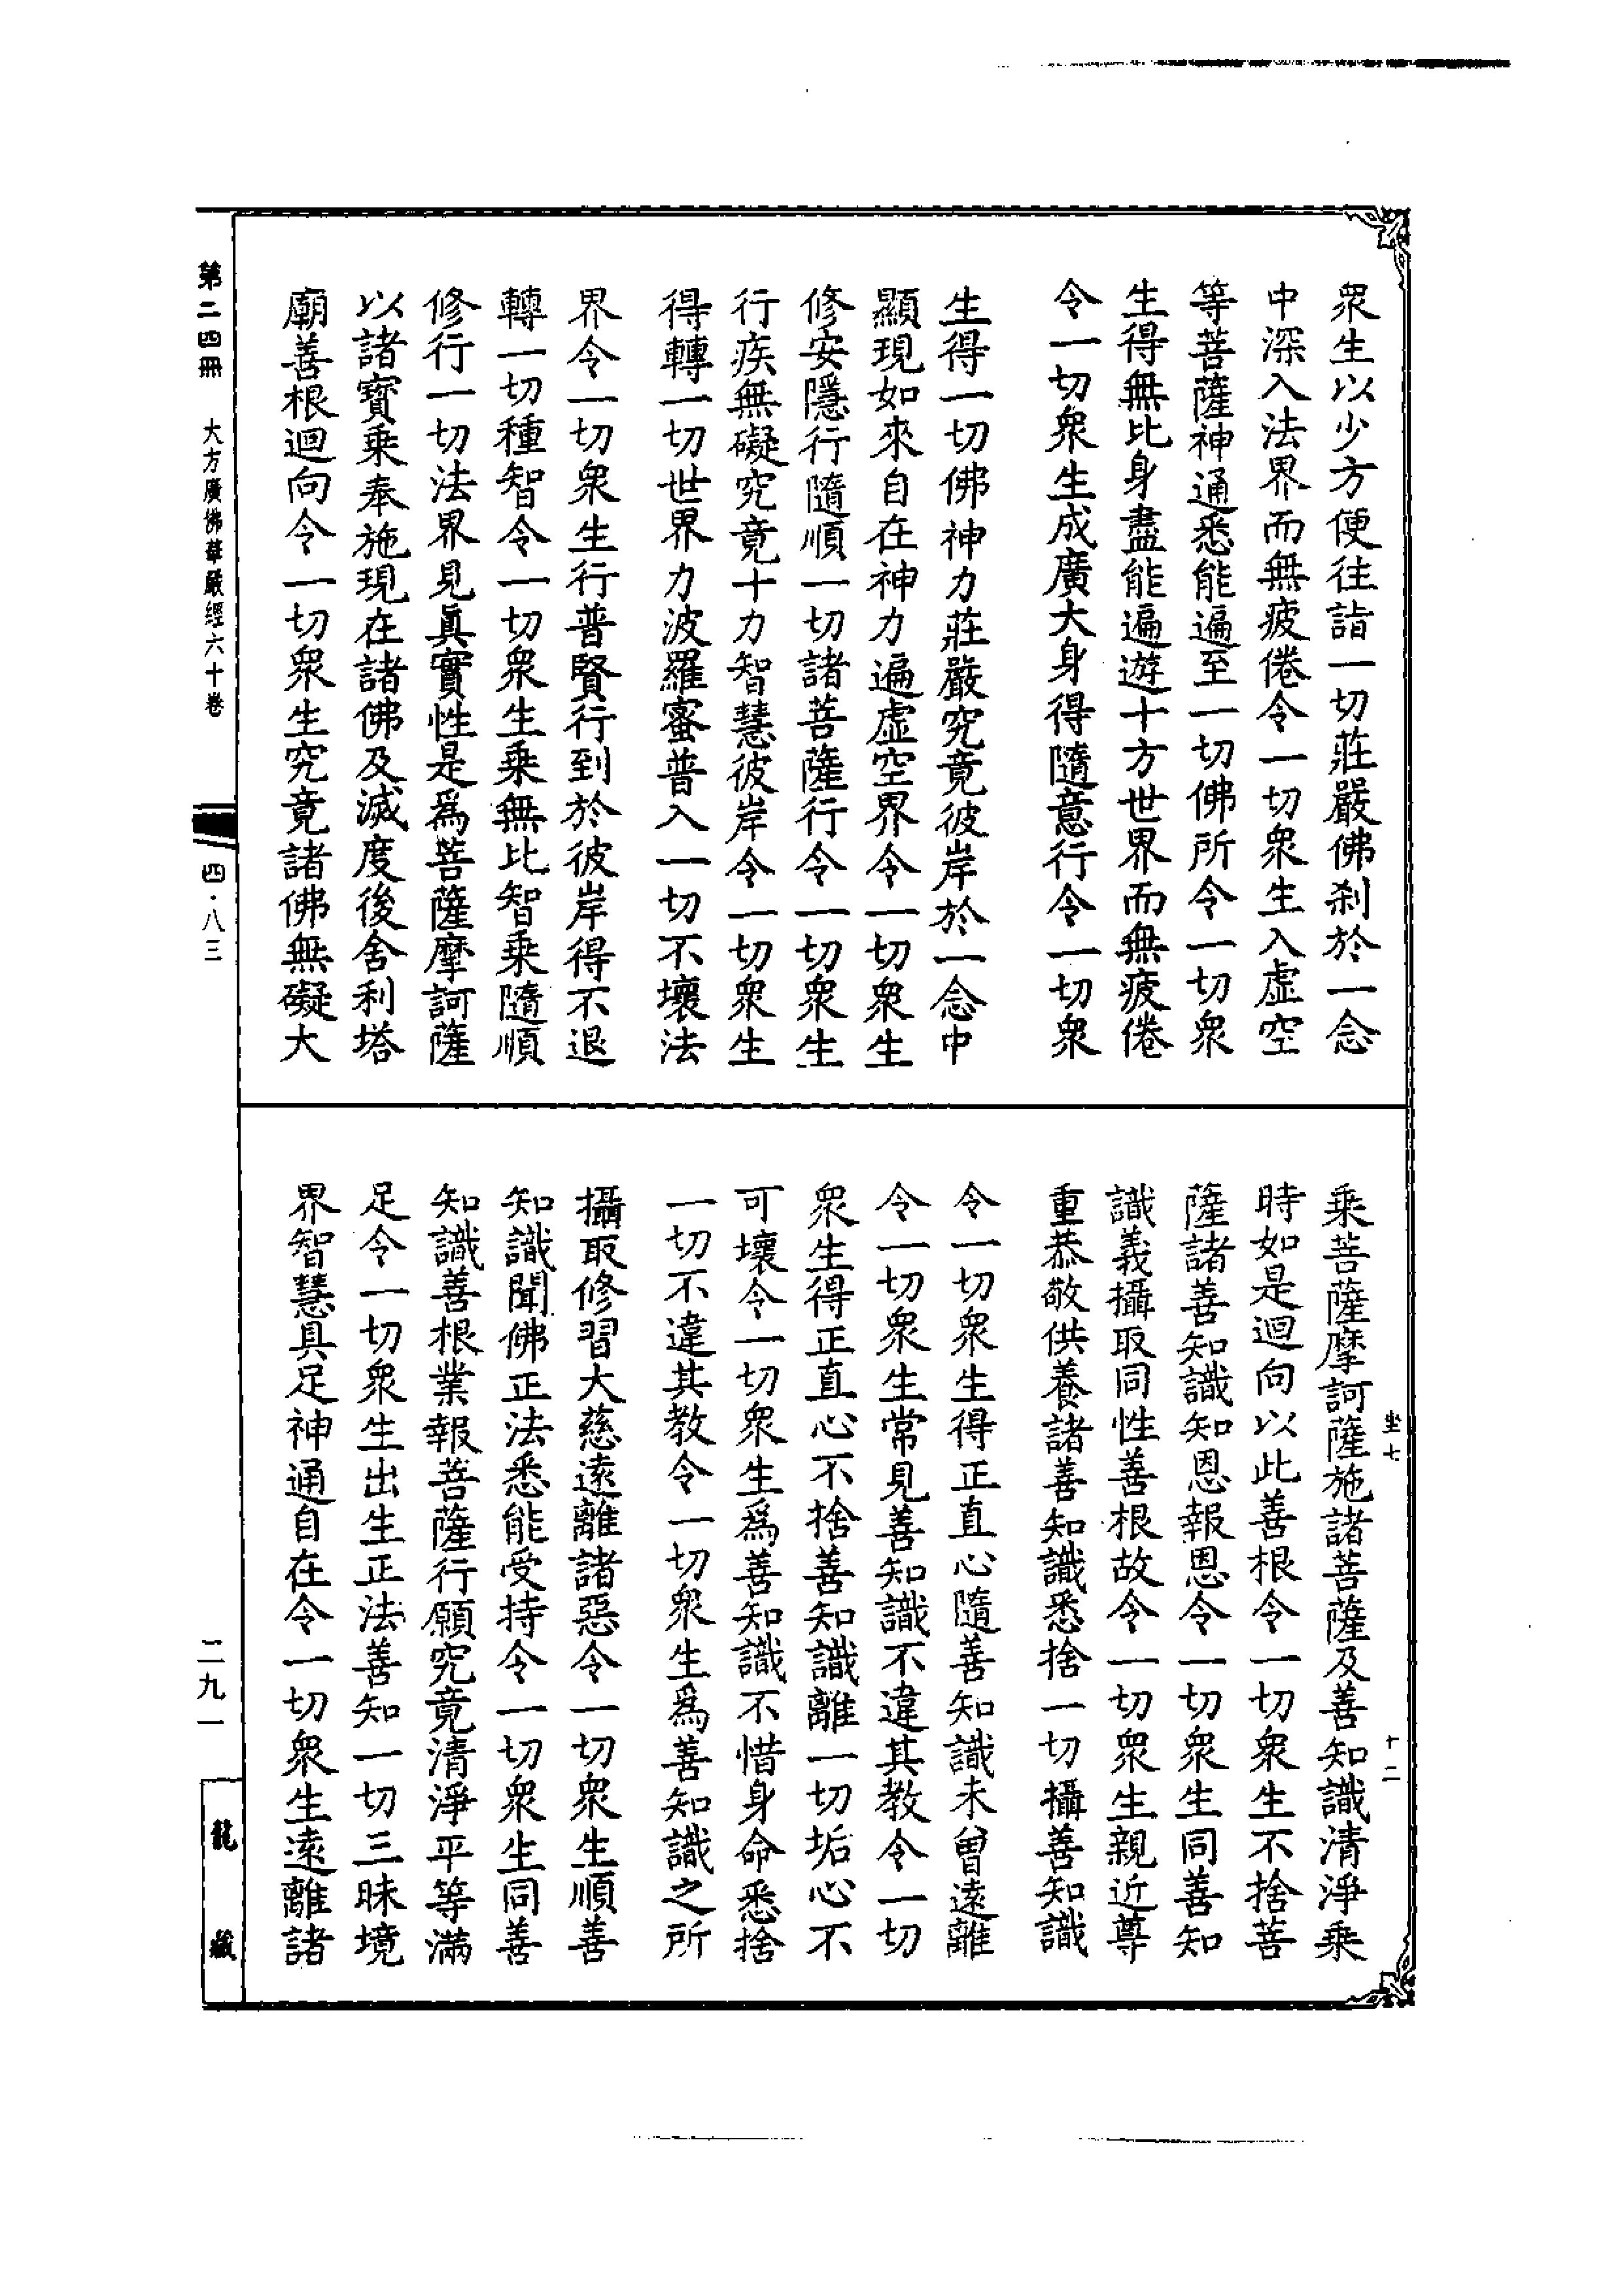 衆生以少方便往詣一切莊嚴佛刹於一念
中深入法界而無疲倦令一切衆生入虛空
等菩薩神通悉能遍至一切佛所令一切衆
生得無比身盡能遍遊十方世界而無疲倦
令一切衆生成廣大身得隨意行令一切衆
生得一切佛神力莊嚴究竟彼岸於一念中
顯現如來自在神力遍虛空界令一切衆生
修安隱行隨順一切諸菩薩行令一切衆生
行疾無礙究竟十力智慧彼岸令一切衆生
得轉一切世界力波羅蜜普入一切不壞法
界令一切衆生行普賢行到於彼岸得不退
轉一切種智令一切衆生乘無比智乘隨順
修行一切法界見眞實性是爲菩薩摩訶薩
以諸寶乘奉施現在諸佛及滅度後舍利塔
廟善根迴向令一切衆生究竟諸佛無礙大
乘菩薩摩訶薩施諸菩薩及善知識清淨乘
時如是迴向以此善根令一切衆生不捨菩
薩諸善知識知恩報恩令一切衆生同善知
識義攝取同性善根故令一切衆生親近尊
重恭敬供養諸善知識悉捨一切攝善知識
令一切衆生得正直心隨善知識未曾遠離
令一切衆生常見善知識不違其教令一切
衆生得正直心不捨善知識離一切垢心不
可壞令一切衆生爲善知識不惜身命悉捨
一切不違其教令一切衆生爲善知識之所
攝取修習大慈遠離諸惡令一切衆生順善
知識聞佛正法悉能受持令一切衆生同善
知識善根業報菩薩行願究竟清淨平等滿
足令一切衆生出生正法善知一切三昧境
界智慧具足神通自在令一切衆生遠離諸
坐七
十二
第二四冊 大方廣佛華嚴經六十卷
四·八三
二九一
龍藏